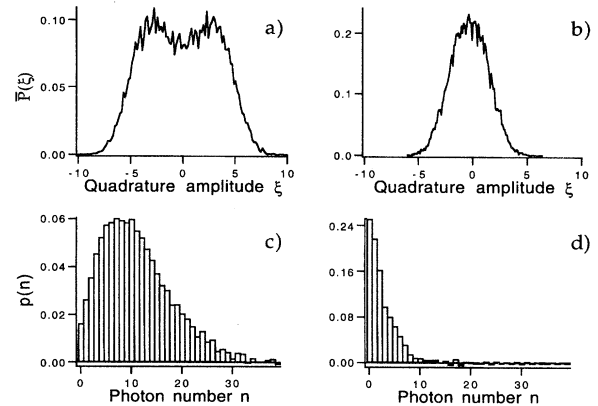 0.10 a) 0.2 b)
P̅(ξ) 0.05 0.1
0.00 0.0
-10 -5 0 5 10 -10 -5 0 5 10
Quadrature amplitude ξ Quadrature amplitude ξ
0.06 c) 0.24 d)
0.04 0.16
p(n) 0.02 0.08
0.00 0.00
0 10 20 30 0 10 20 30
Photon number n Photon number n